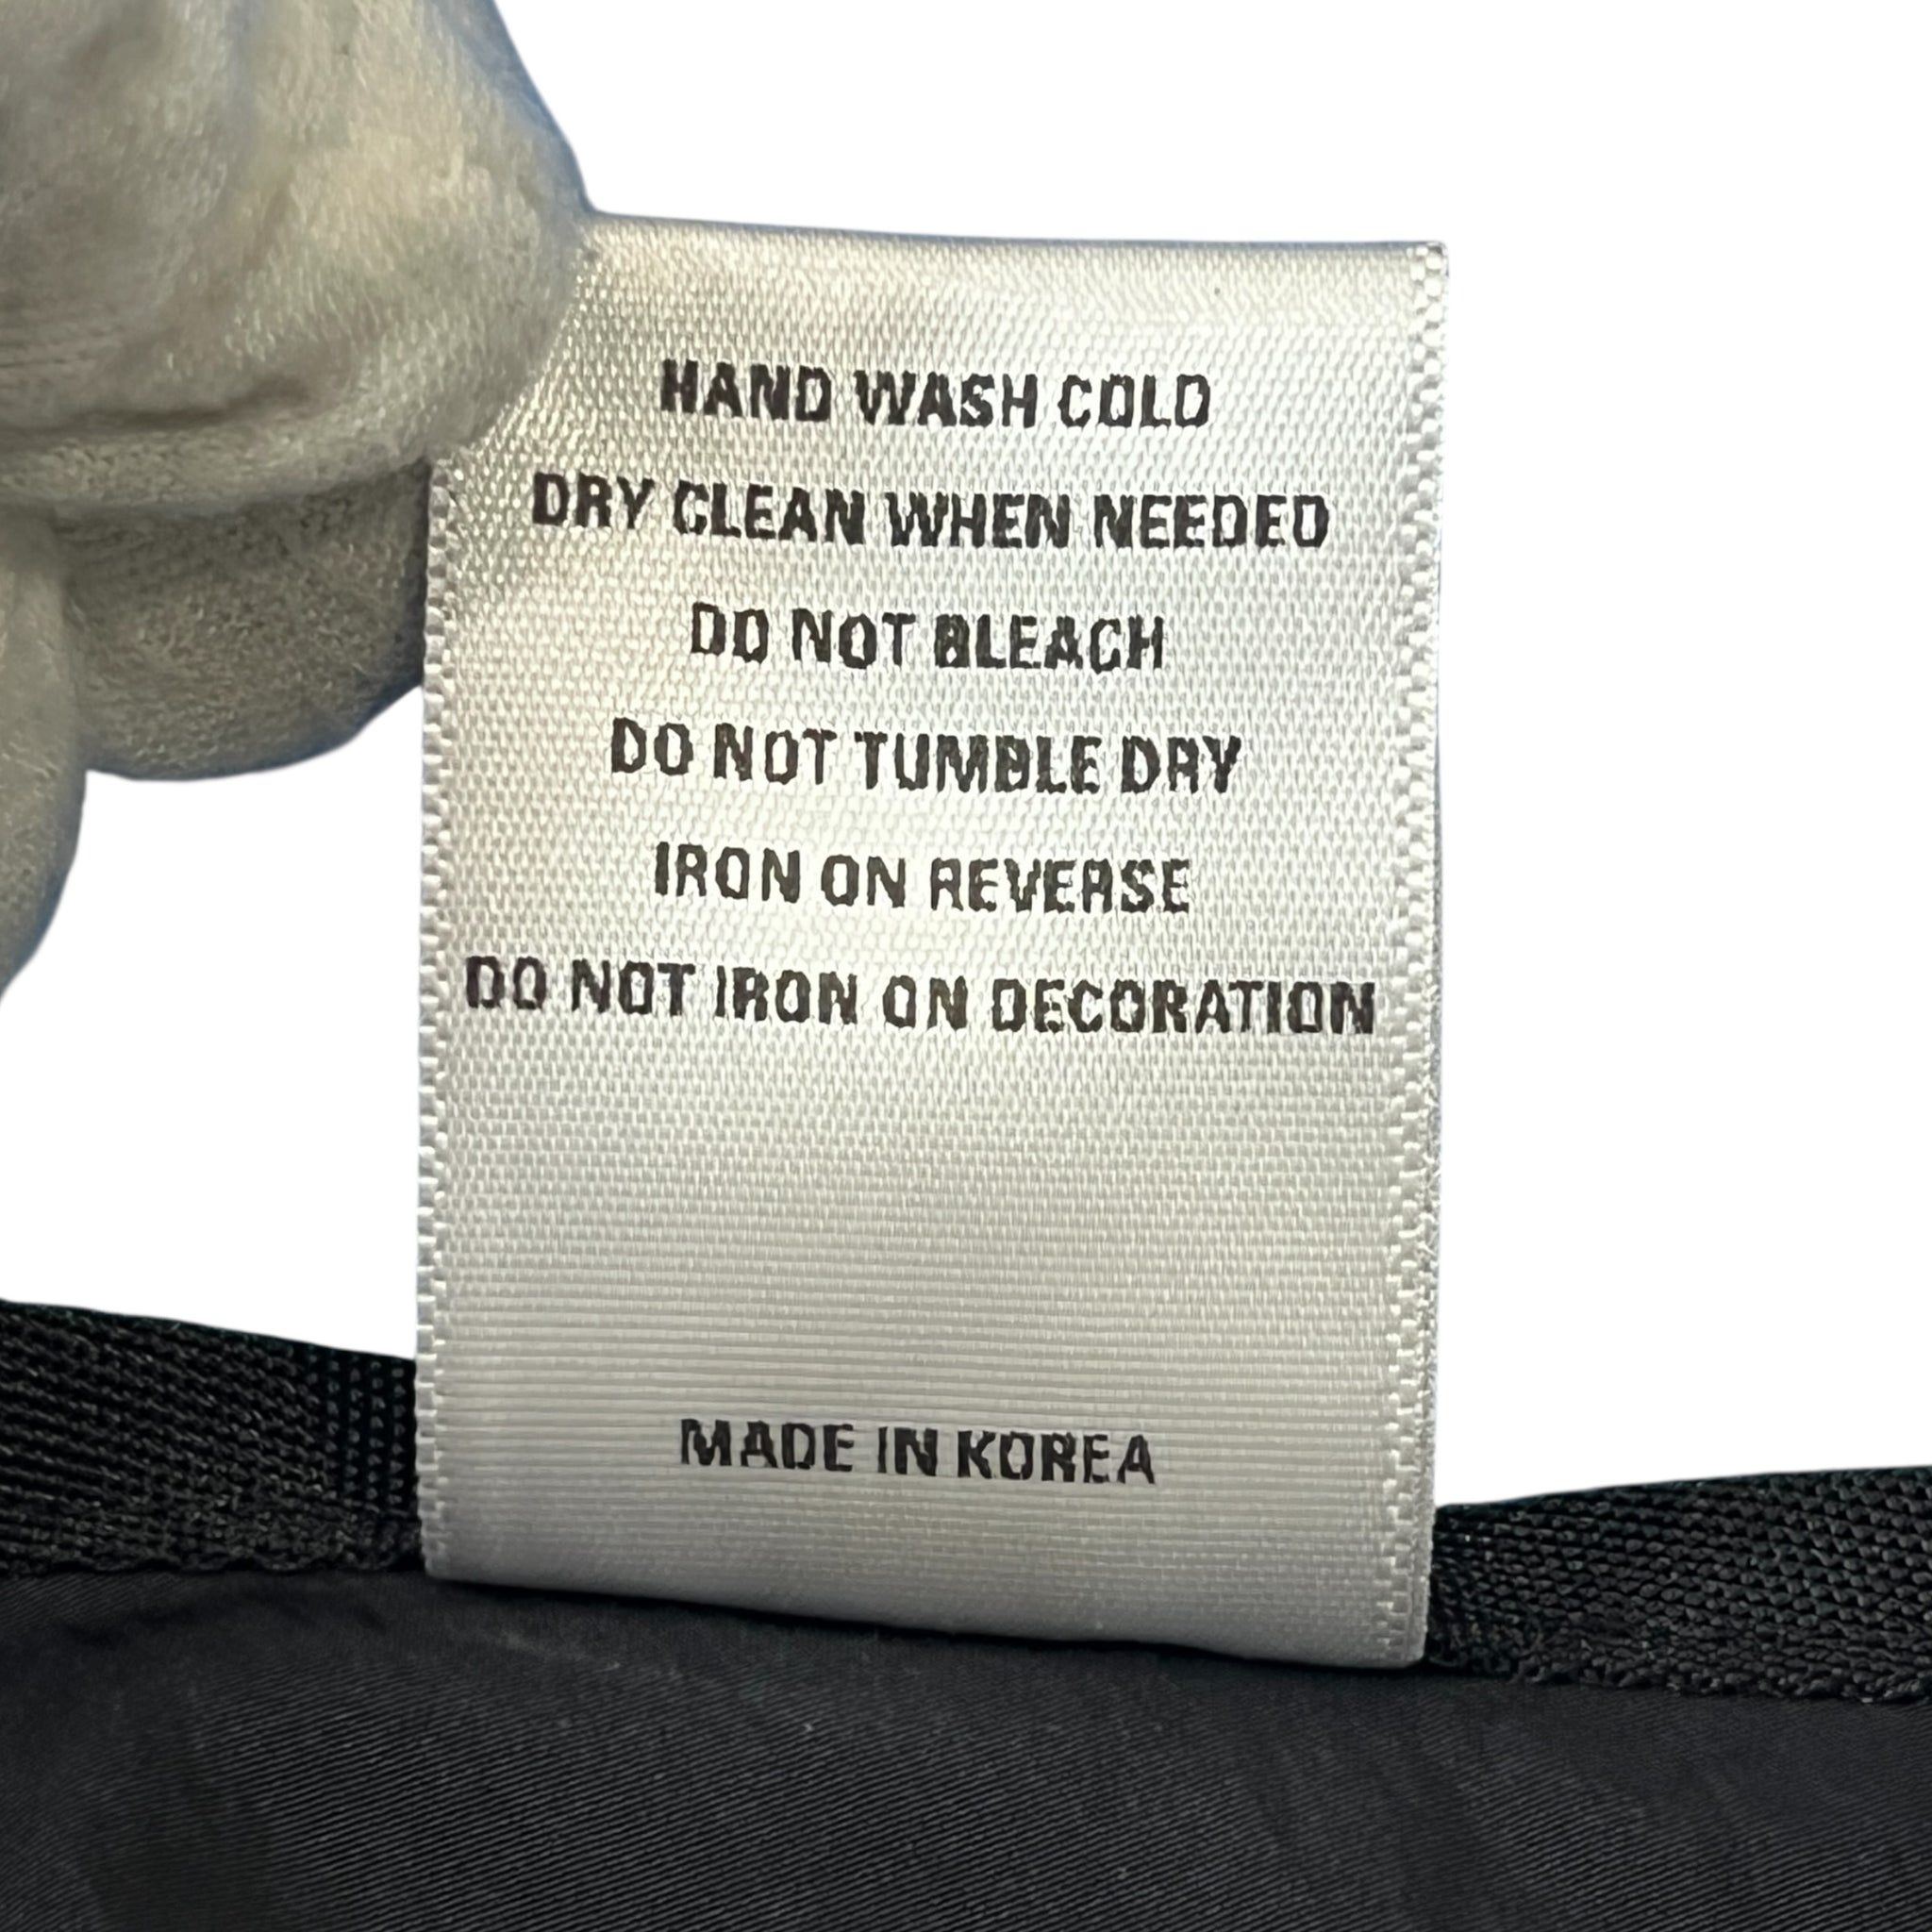 HAND WASH COLD
DRY CLEAN WHEN NEEDED
DO NOT BLEACH
DO NOT TUMBLE DRY
IRON ON REVERSE
DO NOT IRON ON DECORATION
MADE IN KOREA